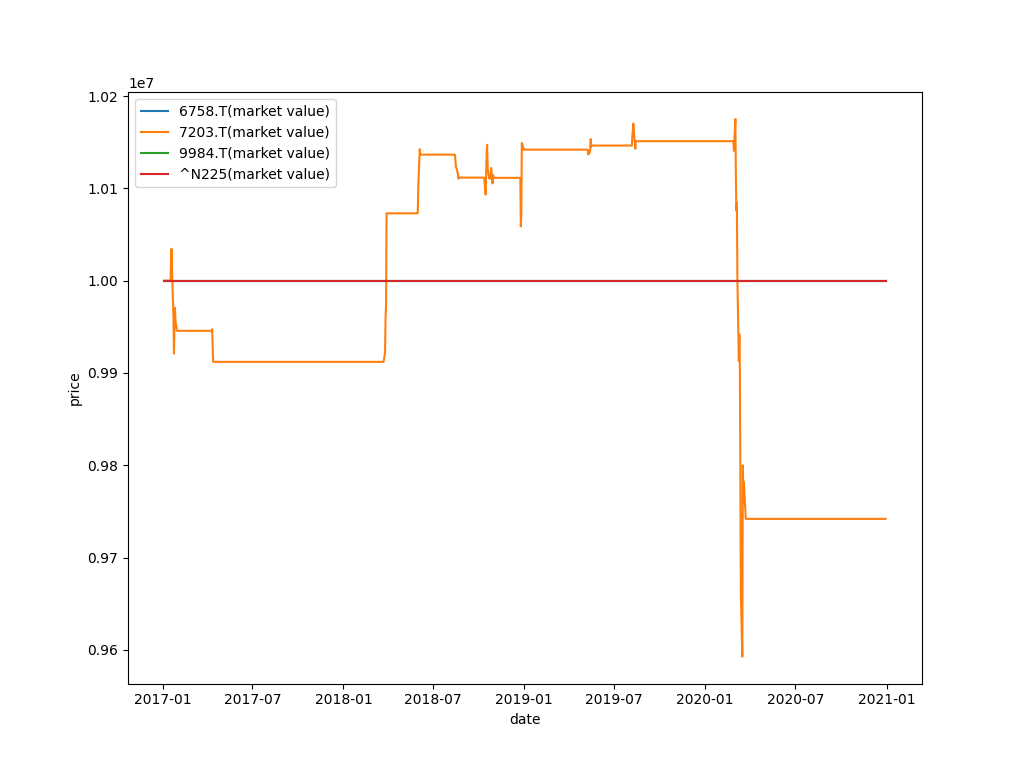 1e7
1.02
1.01
1.00
0.99
0.98
0.97
0.96
price
6758.T(market value)
7203.T(market value)
9984.T(market value)
^N225(market value)
2017-01 2017-07 2018-01 2018-07 2019-01 2019-07 2020-01 2020-07 2021-01
date